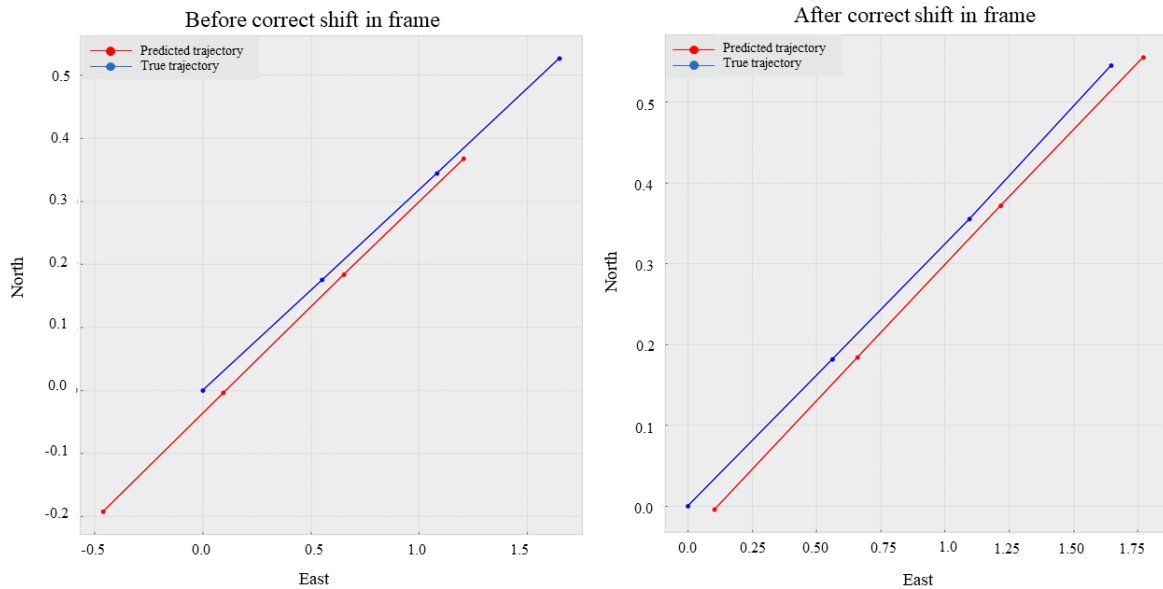 Before correct shift in frame
Predicted trajectory
True trajectory
0.5
0.4
0.3
0.2
0.1
0.0
-0.1
-0.2
North
-0.5
0.0
0.5
1.0
1.5
East
After correct shift in frame
Predicted trajectory
True trajectory
0.5
0.4
0.3
0.2
0.1
0.0
North
0.0
0.25
0.50
0.75
1.0
1.25
1.50
1.75
East